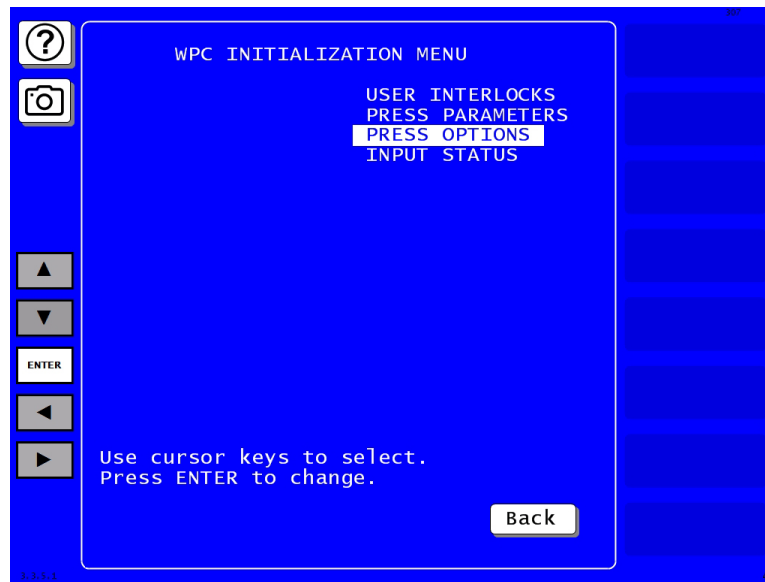 ?
WPC INITIALIZATION MENU
USER INTERLOCKS
PRESS PARAMETERS
PRESS OPTIONS
INPUT STATUS
ENTER
Use cursor keys to select.
Press ENTER to change.
Back